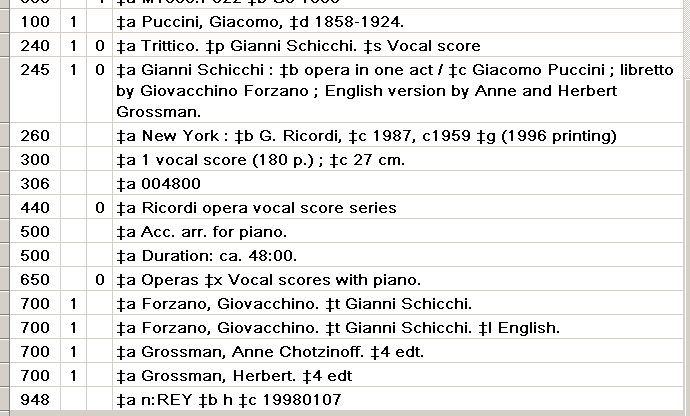 100 1 ‡a Puccini, Giacomo, ‡d 1858-1924.
240 1 0 ‡a Trittico. ‡p Gianni Schicchi. ‡s Vocal score
245 1 0 ‡a Gianni Schicchi : ‡b opera in one act / ‡c Giacomo Puccini ; libretto
by Giovacchino Forzano ; English version by Anne and Herbert
Grossman.
260 ‡a New York : ‡b G. Ricordi, ‡c 1987, c1959 ‡g (1996 printing)
300 ‡a 1 vocal score (180 p.) ; ‡c 27 cm.
306 ‡a 004800
440 0 ‡a Ricordi opera vocal score series
500 ‡a Acc. arr. for piano.
500 ‡a Duration: ca. 48:00.
650 0 ‡a Operas ‡x Vocal scores with piano.
700 1 ‡a Forzano, Giovacchino. ‡t Gianni Schicchi.
700 1 ‡a Forzano, Giovacchino. ‡t Gianni Schicchi. ‡l English.
700 1 ‡a Grossman, Anne Chotzinoff. ‡4 edt.
700 1 ‡a Grossman, Herbert. ‡4 edt
948 ‡a n:REY ‡b h ‡c 19980107